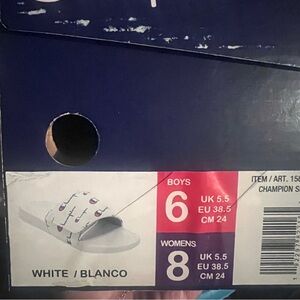 BOYS
6
UK 5.5
EU 38.5
CM 24
WOMENS
8
UK 5.5
EU 38.5
CM 24
WHITE / BLANCO
ITEM / ART.
CHAMPION S